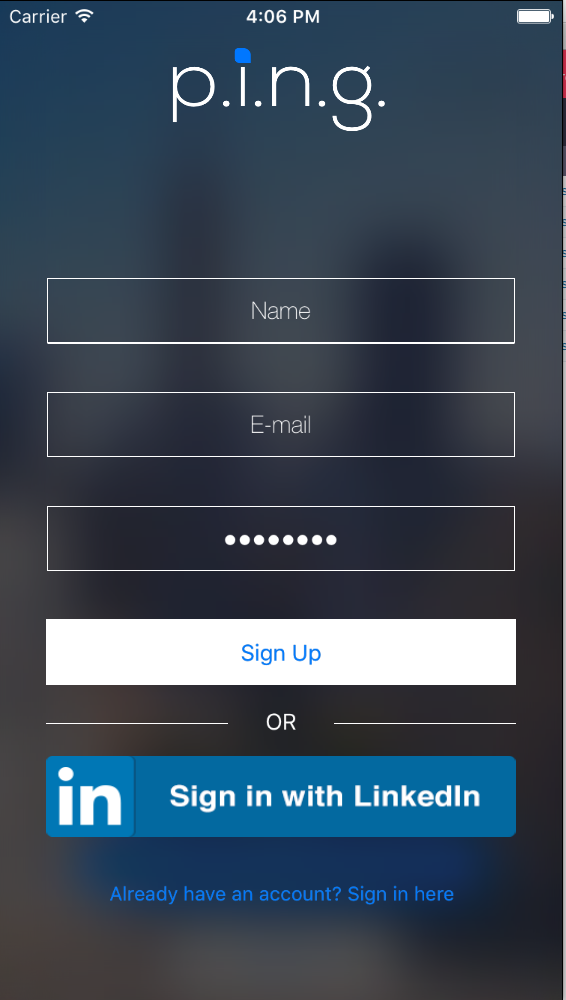 Carrier 4:06 PM
p.i.n.g.
Name
E-mail
Sign Up
OR
in Sign in with LinkedIn
Already have an account? Sign in here